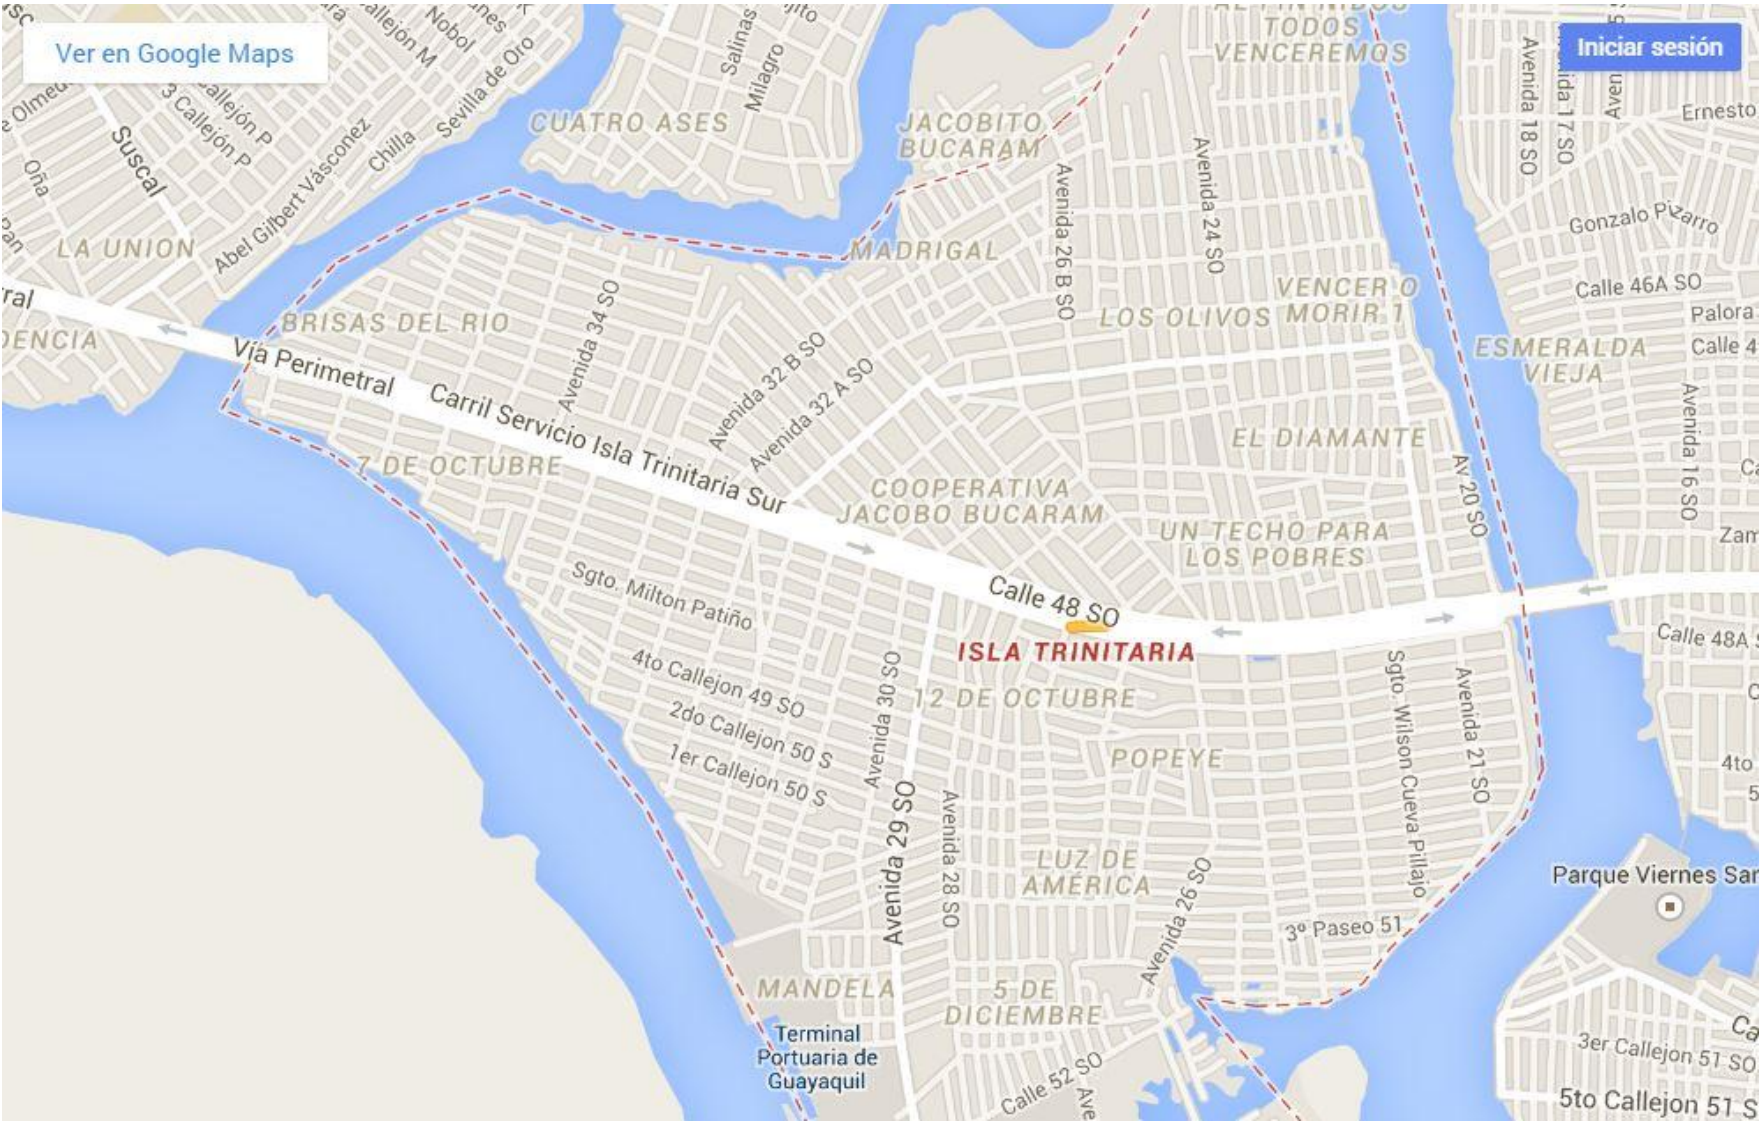 Ver en Google Maps
Iniciar sesión
Callejón M
Nobol
Sevilla de Oro
Salinas
Milagro
TODOS
VENCEREMOS
Avenida 18 SO
Ernesto
Callejón P
3 Callejón P
Suscal
Oña
Chilla
Abel Gilbert Vásconez
CUATRO ASES
JACOBITO
BUCARAM
Avenida 26 B SO
Avenida 24 SO
Gonzalo Pizarro
LA UNION
MADRIGAL
Calle 46A SO
VENCER O
MORIR 1
LOS OLIVOS
Palora
BRISAS DEL RIO
Avenida 34 SO
Avenida 32 B SO
Avenida 32 A SO
ESMERALDA
VIEJA
Vía Perimetral
Carril Servicio Isla Trinitaria Sur
Avenida 16 SO
EL DIAMANTE
7 DE OCTUBRE
Av 20 SO
COOPERATIVA
JACOBO BUCARAM
UN TECHO PARA
LOS POBRES
Calle 48 SO
Sgto. Milton Patiño
ISLA TRINITARIA
Calle 48A S
4to Callejon 49 SO
2do Callejon 50 S
1er Callejon 50 S
Avenida 30 SO
12 DE OCTUBRE
POPEYE
Sgto. Wilson Cueva Pillajo
Avenida 21 SO
4to
Avenida 29 SO
Avenida 28 SO
LUZ DE
AMÉRICA
Avenida 26 SO
Parque Viernes San
3º Paseo 51
MANDELA
5 DE
DICIEMBRE
Terminal
Portuaria de
Guayaquil
Calle 52 SO
Ave
3er Callejon 51 SO
5to Callejon 51 S